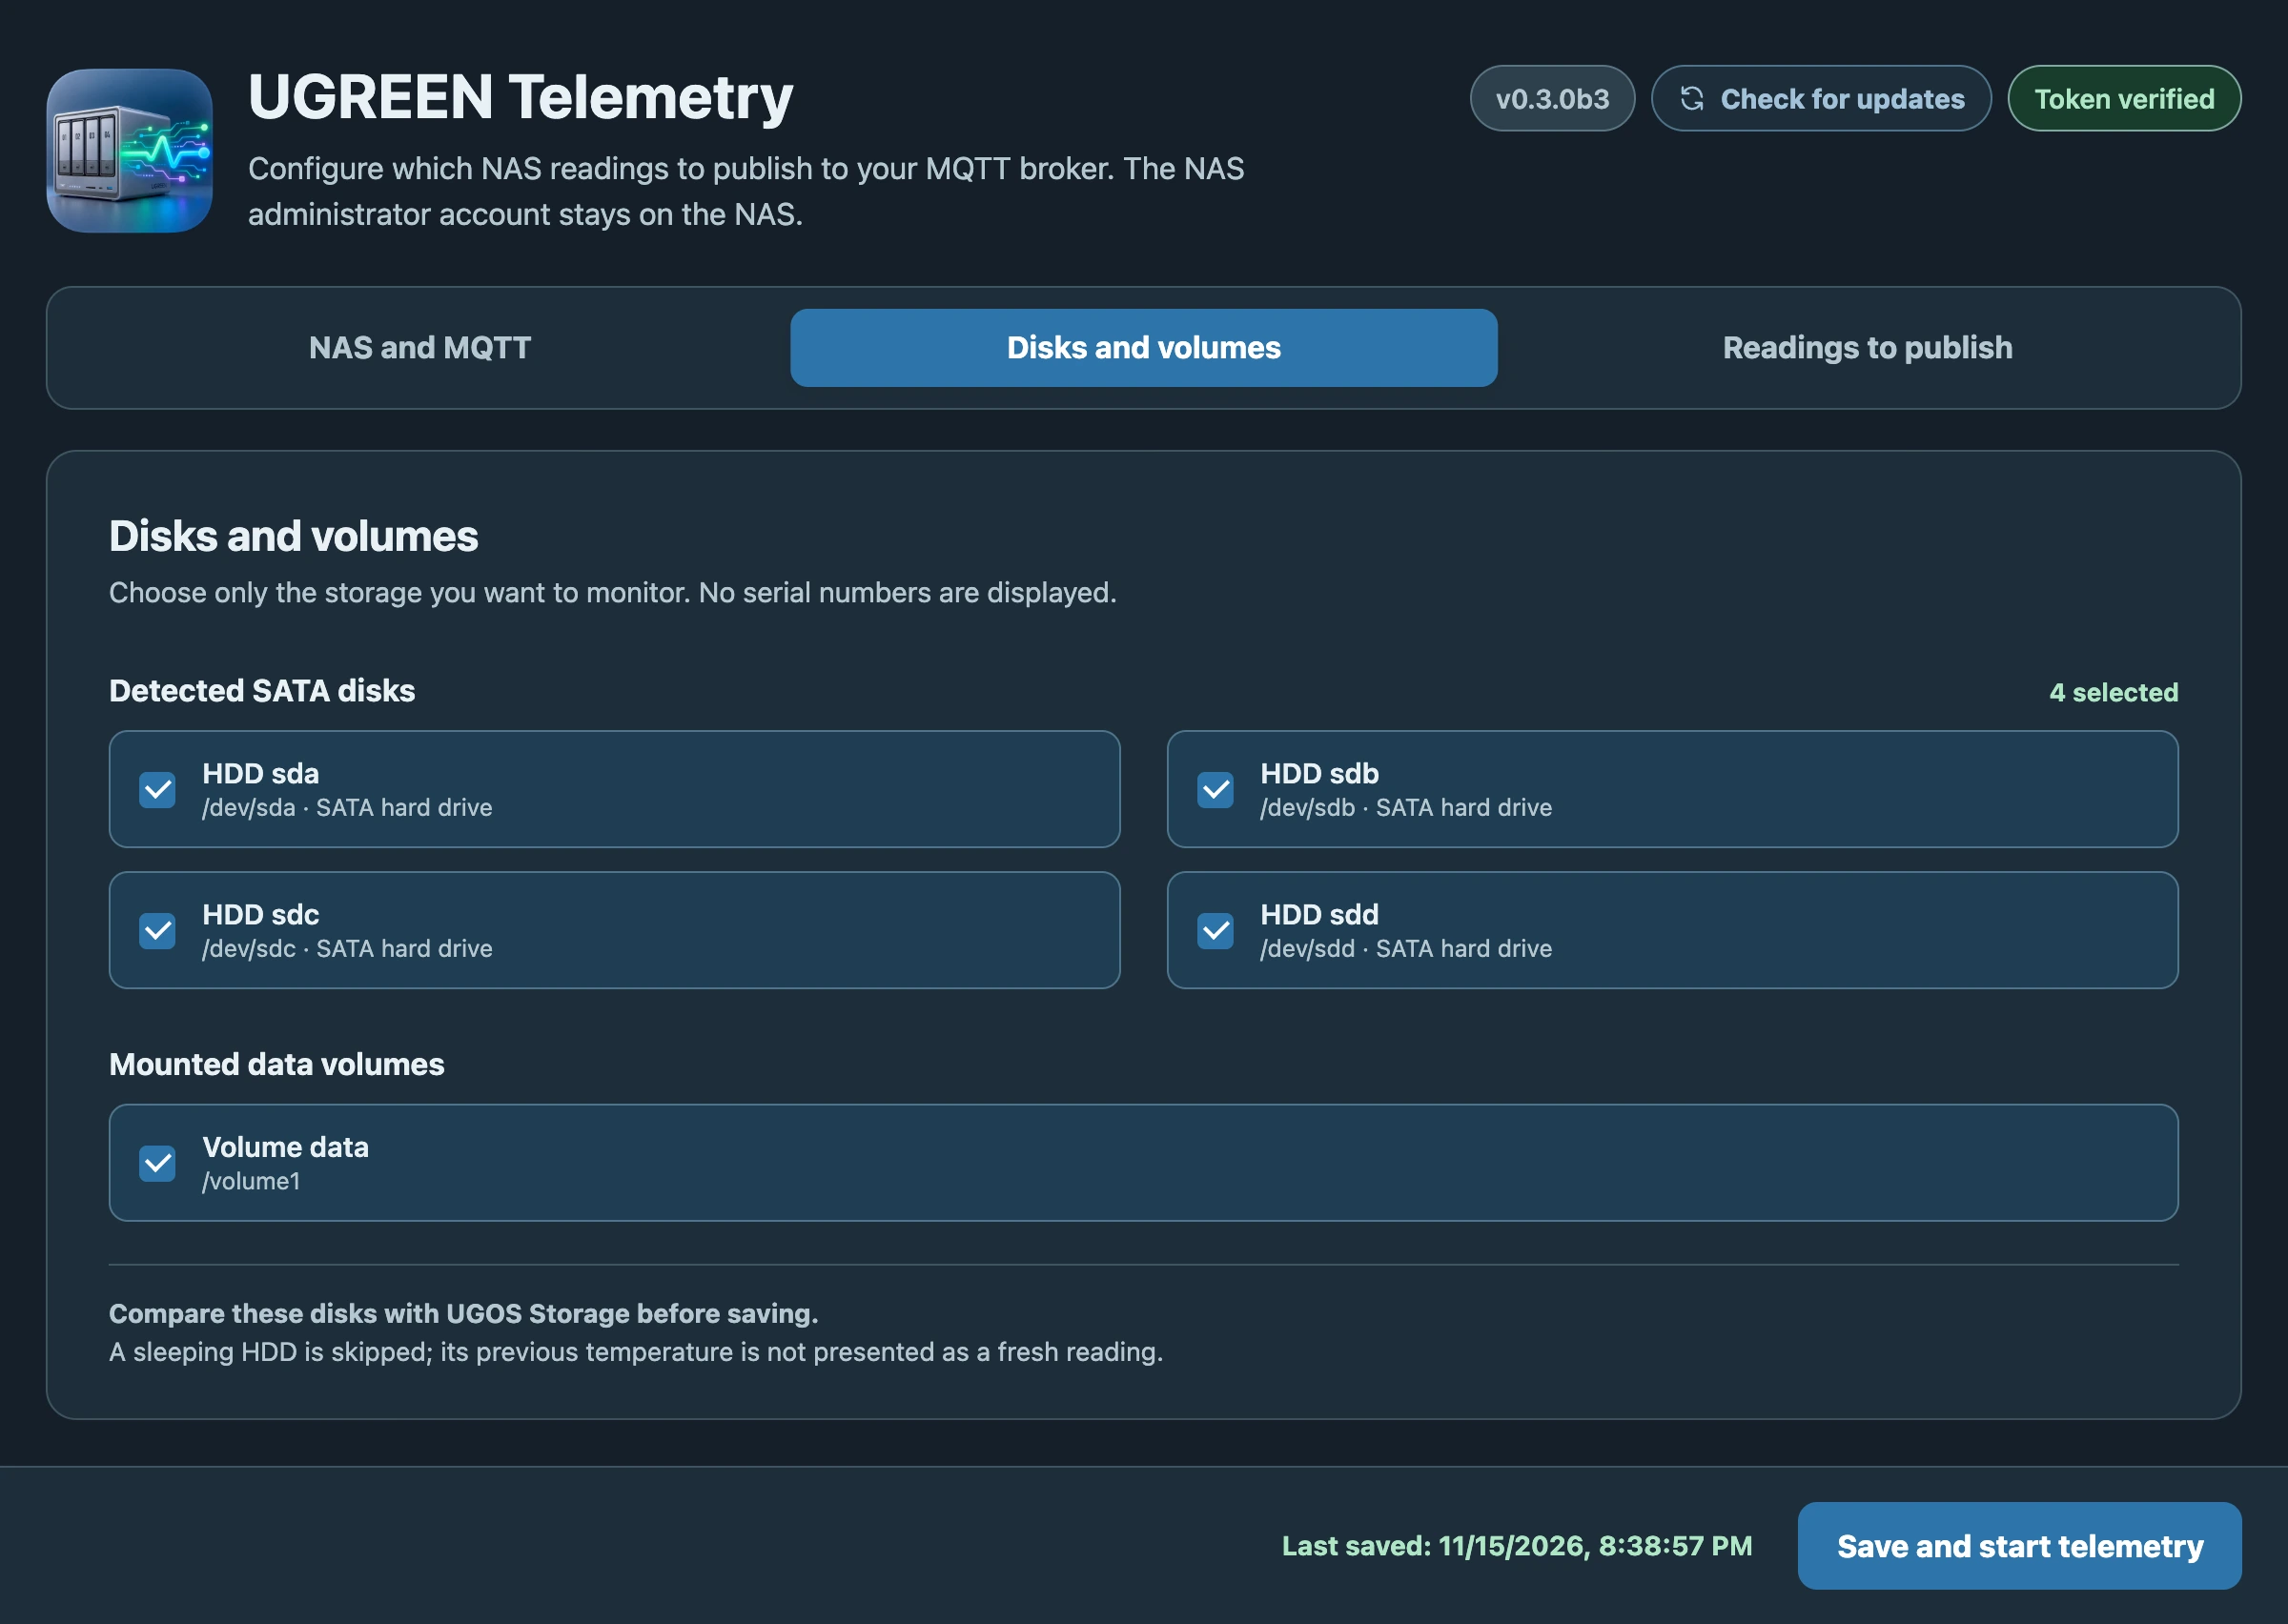 UGREEN Telemetry
Configure which NAS readings to publish to your MQTT broker. The NAS
administrator account stays on the NAS.
v0.3.0b3
Check for updates
Token verified
NAS and MQTT
Disks and volumes
Readings to publish
Disks and volumes
Choose only the storage you want to monitor. No serial numbers are displayed.
Detected SATA disks
4 selected
HDD sda
/dev/sda · SATA hard drive
HDD sdb
/dev/sdb · SATA hard drive
HDD sdc
/dev/sdc · SATA hard drive
HDD sdd
/dev/sdd · SATA hard drive
Mounted data volumes
Volume data
/volume1
Compare these disks with UGOS Storage before saving.
A sleeping HDD is skipped; its previous temperature is not presented as a fresh reading.
Last saved: 11/15/2026, 8:38:57 PM
Save and start telemetry